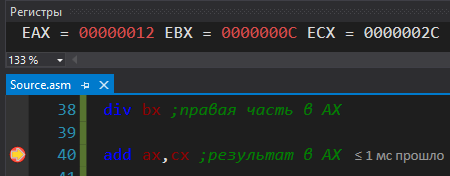 Регистры
EAX = 00000012 EBX = 0000000C ECX = 0000002C
133 %
Source.asm
38 div bx ;правая часть в AX
39
40 add ax,cx ;результат в AX ≤ 1 мс прошло